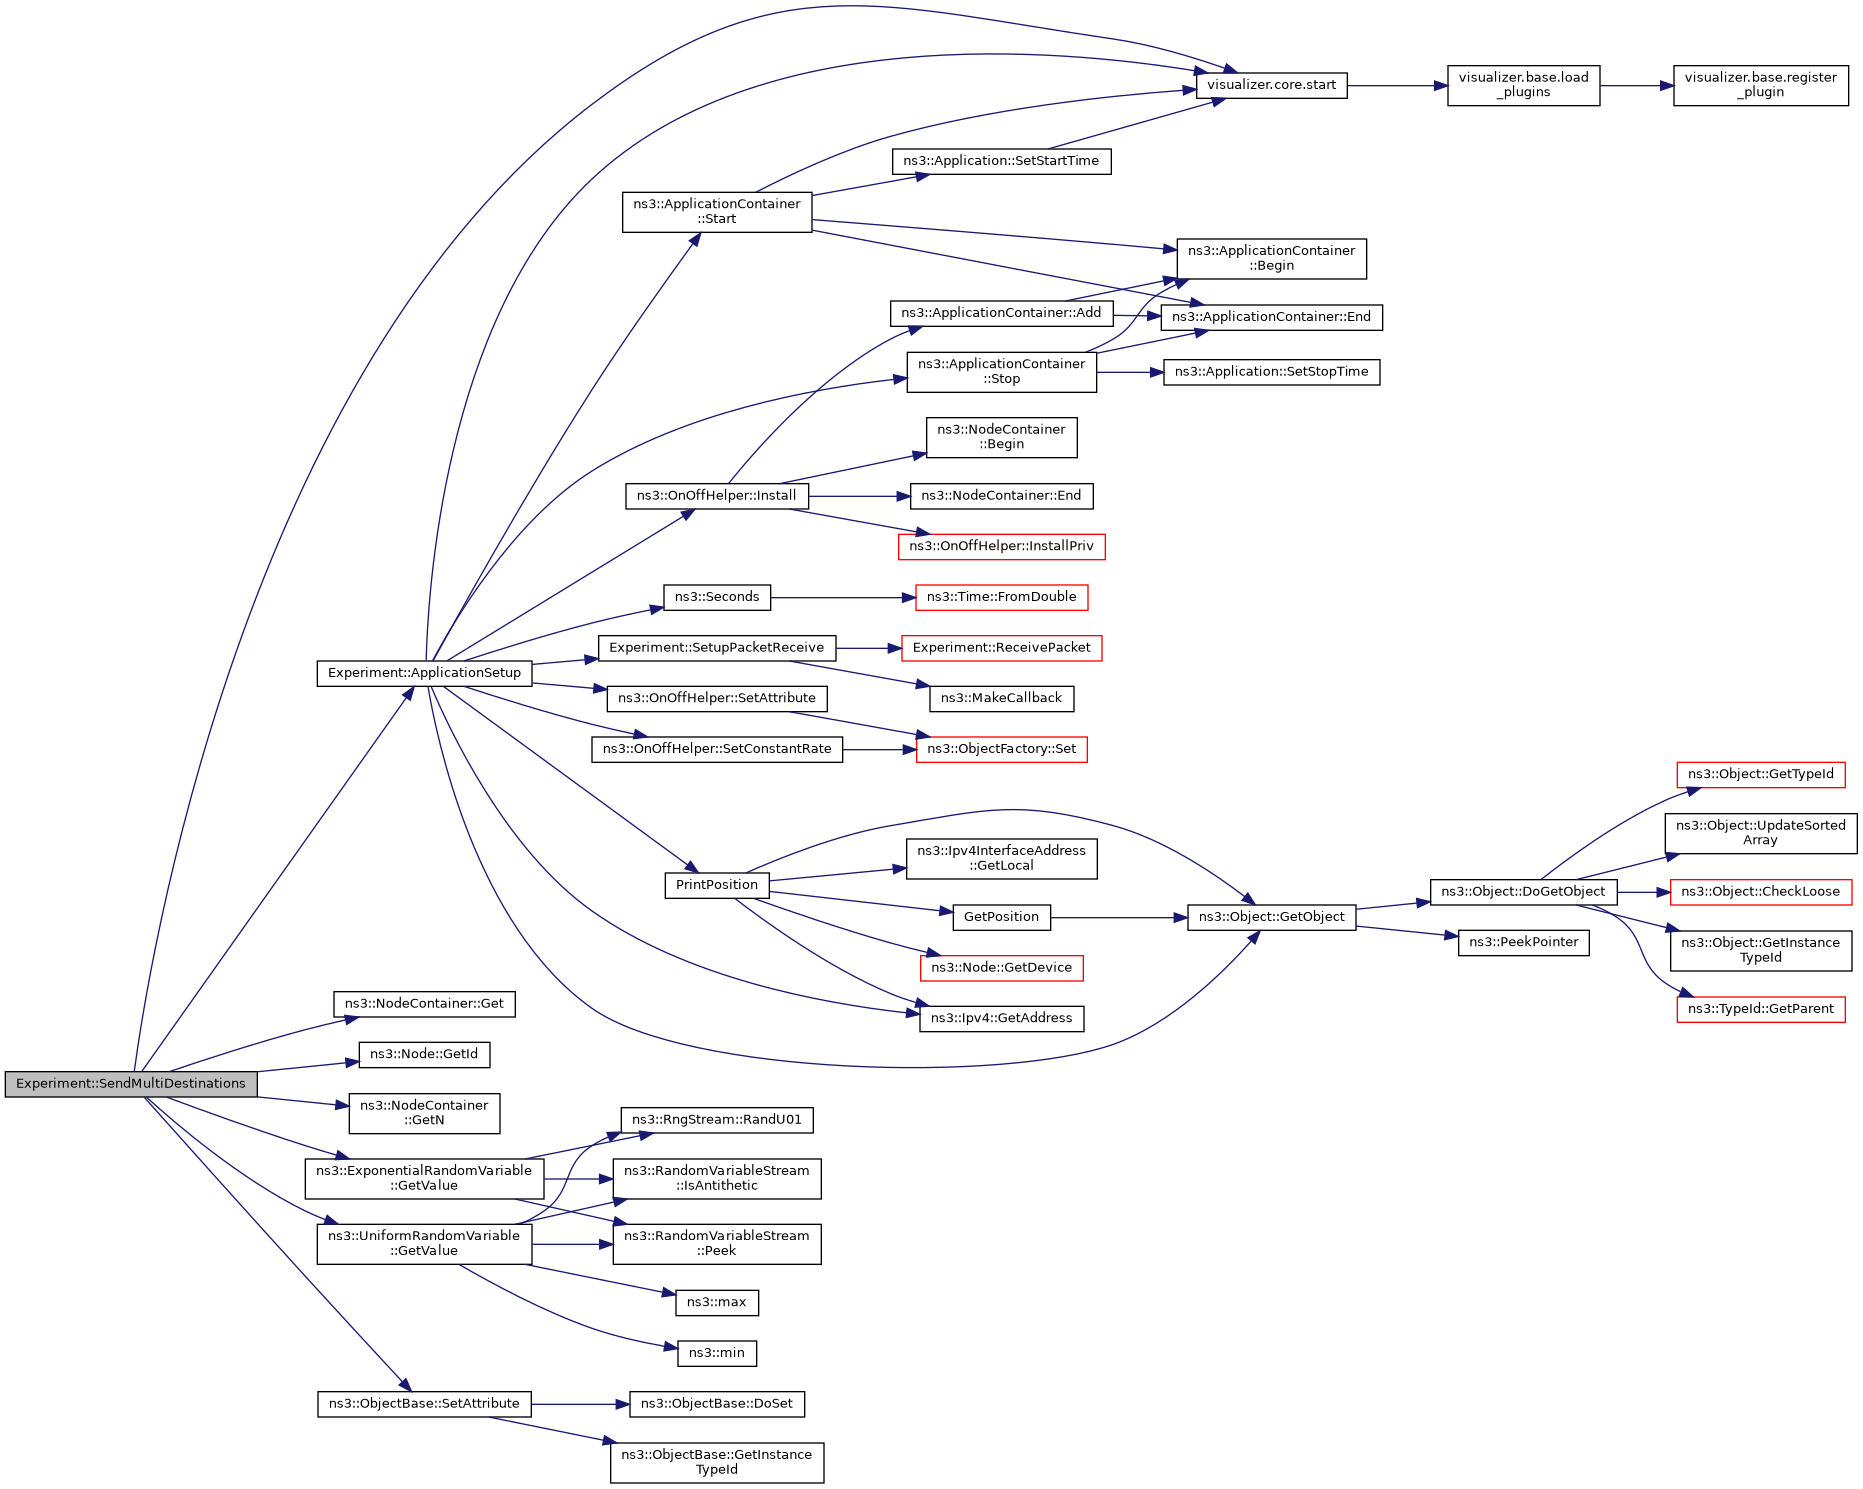 visualizer.core.start
visualizer.base.load
_plugins
visualizer.base.register
_plugin
ns3::Application::SetStartTime
ns3::ApplicationContainer
::Start
ns3::ApplicationContainer
::Begin
ns3::ApplicationContainer::Add
ns3::ApplicationContainer::End
ns3::ApplicationContainer
::Stop
ns3::Application::SetStopTime
ns3::NodeContainer
::Begin
ns3::OnOffHelper::Install
ns3::NodeContainer::End
ns3::OnOffHelper::InstallPriv
ns3::Seconds
ns3::Time::FromDouble
Experiment::SetupPacketReceive
Experiment::ReceivePacket
Experiment::ApplicationSetup
ns3::OnOffHelper::SetAttribute
ns3::MakeCallback
ns3::OnOffHelper::SetConstantRate
ns3::ObjectFactory::Set
ns3::Object::GetTypeId
ns3::Object::UpdateSorted
Array
ns3::Ipv4InterfaceAddress
::GetLocal
PrintPosition
ns3::Object::DoGetObject
ns3::Object::CheckLoose
GetPosition
ns3::Object::GetObject
ns3::PeekPointer
ns3::Object::GetInstance
TypeId
ns3::Node::GetDevice
ns3::TypeId::GetParent
ns3::NodeContainer::Get
ns3::Ipv4::GetAddress
ns3::Node::GetId
Experiment::SendMultiDestinations
ns3::NodeContainer
::GetN
ns3::RngStream::RandU01
ns3::ExponentialRandomVariable
::GetValue
ns3::RandomVariableStream
::IsAntithetic
ns3::UniformRandomVariable
::GetValue
ns3::RandomVariableStream
::Peek
ns3::max
ns3::min
ns3::ObjectBase::SetAttribute
ns3::ObjectBase::DoSet
ns3::ObjectBase::GetInstance
TypeId